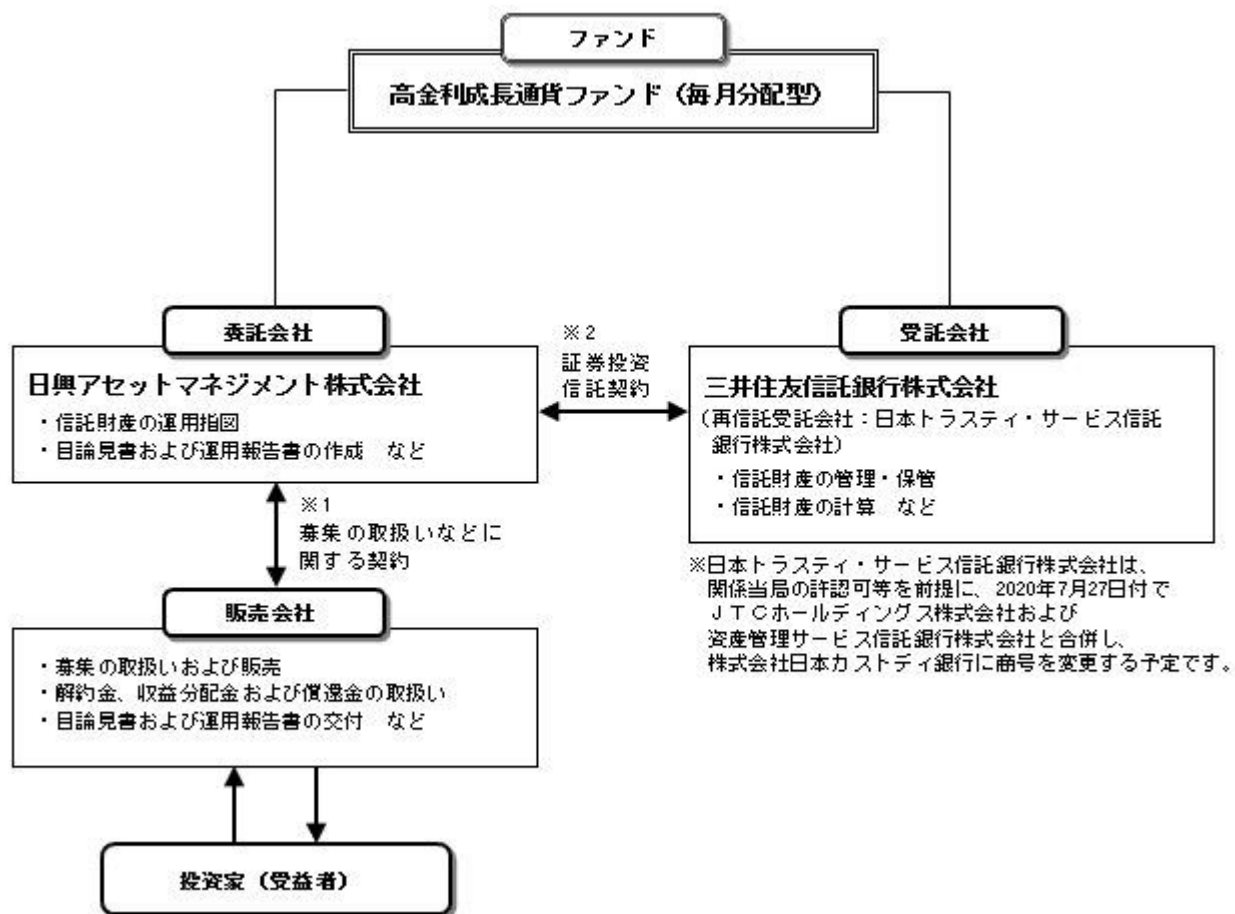 ファンド
高金利成長通貨ファンド（毎月分配型）
委託会社
日興アセットマネジメント株式会社
・信託財産の運用指図
・目論見書および運用報告書の作成　など
※2
証券投資
信託契約
受託会社
三井住友信託銀行株式会社
（再信託受託会社：日本トラスティ・サービス信託
銀行株式会社）
・信託財産の管理・保管
・信託財産の計算　など
※日本トラスティ・サービス信託銀行株式会社は、
関係当局の許認可等を前提に、2020年7月27日付で
ＪＴＣホールディングス株式会社および
資産管理サービス信託銀行株式会社と合併し、
株式会社日本カストディ銀行に商号を変更する予定です。
※1
募集の取扱いなどに
関する契約
販売会社
・募集の取扱いおよび販売
・解約金、収益分配金および償還金の取扱い
・目論見書および運用報告書の交付　など
投資家（受益者）